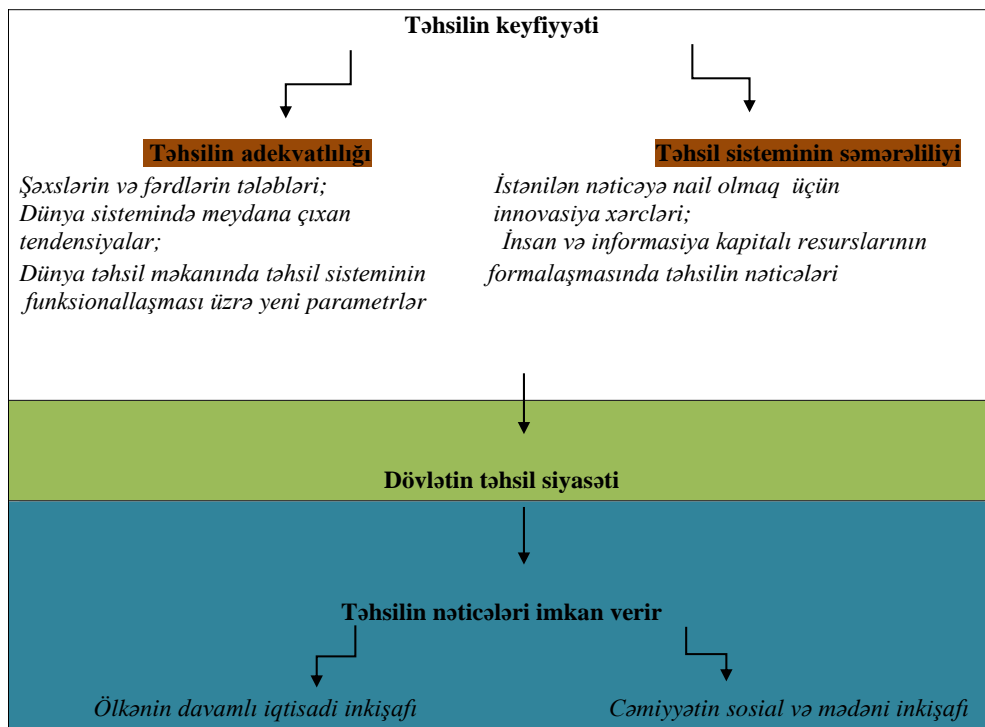 Təhsilin keyfiyyəti
Təhsilin adekvatlılığı
Şəxslərin və fərdlərin tələbləri;
Dünya sistemində meydana çıxan
tendensiyalar;
Dünya təhsil məkanında təhsil sisteminin
funksionallaşması üzrə yeni parametrlər
Təhsil sisteminin səmərəliliyi
İstənilən nəticəyə nail olmaq üçün
innovasiya xərcləri;
İnsan və informasiya kapitalı resurslarının
formalaşmasında təhsilin nəticələri
Dövlətin təhsil siyasəti
Təhsilin nəticələri imkan verir
Ölkənin davamlı iqtisadi inkişafı
Cəmiyyətin sosial və mədəni inkişafı